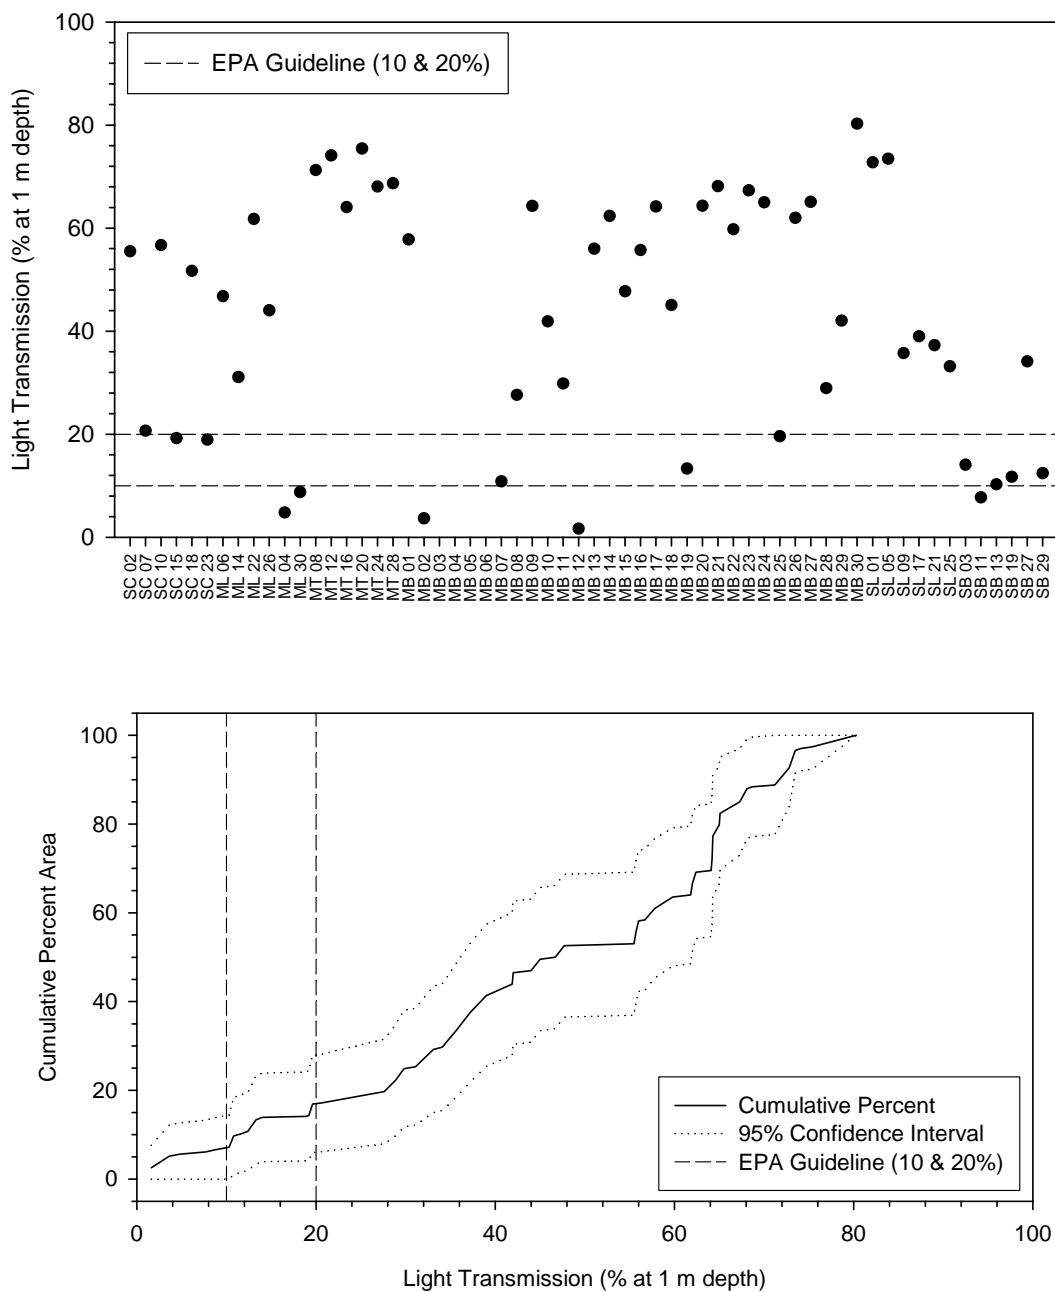 100
80
60
40
20
0
Light Transmission (% at 1 m depth)
EPA Guideline (10 & 20%)
SC 02
SC 07
SC 10
SC 15
SC 18
SC 23
ML 06
ML 14
ML 22
ML 26
ML 04
ML 30
MT 08
MT 12
MT 16
MT 20
MT 24
MT 28
MB 01
MB 02
MB 03
MB 04
MB 05
MB 06
MB 07
MB 08
MB 09
MB 10
MB 11
MB 12
MB 13
MB 14
MB 15
MB 16
MB 17
MB 18
MB 19
MB 20
MB 21
MB 22
MB 23
MB 24
MB 25
MB 26
MB 27
MB 28
MB 29
MB 30
SL 01
SL 05
SL 09
SL 17
SL 21
SL 25
SB 03
SB 11
SB 13
SB 19
SB 27
SB 29
100
80
60
40
20
0
Cumulative Percent Area
Cumulative Percent
95% Confidence Interval
EPA Guideline (10 & 20%)
0 20 40 60 80 100
Light Transmission (% at 1 m depth)